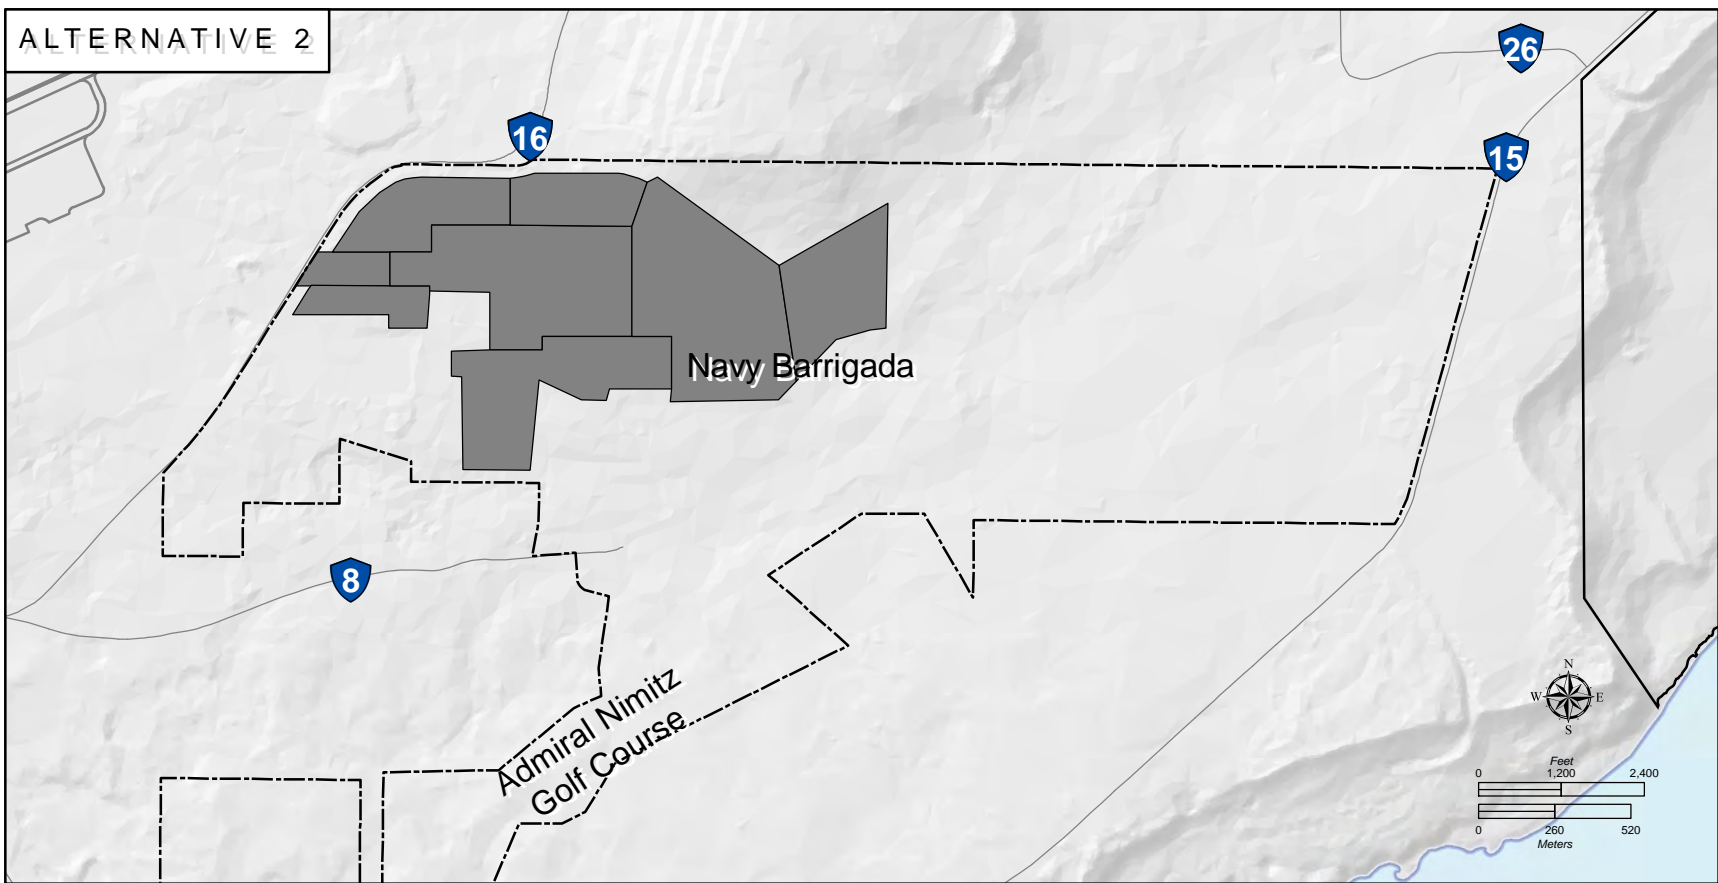 ALTERNATIVE 2
26
16
15
Navy Barrigada
8
Admiral Nimitz
Golf Course
N
W E
S
Feet
0 1,200 2,400
0 260 520
Meters